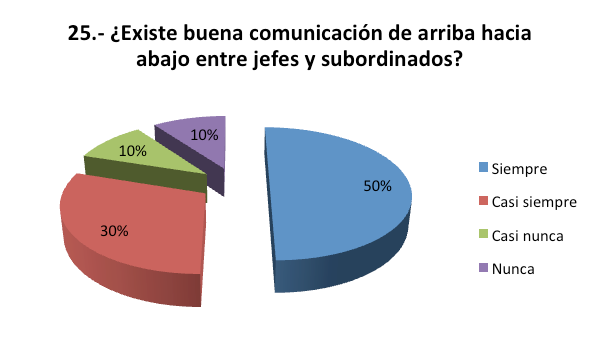 25.- ¿Existe buena comunicación de arriba hacia
abajo entre jefes y subordinados?
10%
10%
50%
30%
Siempre
Casi siempre
Casi nunca
Nunca